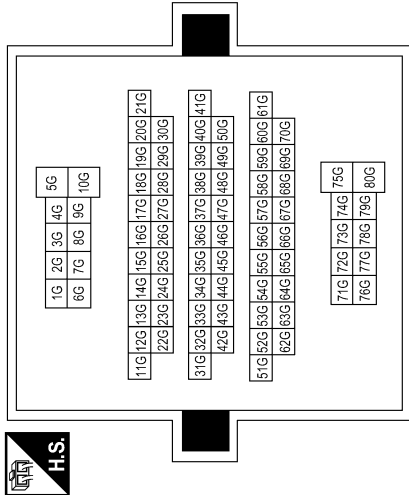 1G 2G 3G 4G 5G
6G 7G 8G 9G 10G
11G 12G 13G 14G 15G 16G 17G 18G 19G 20G 21G
22G 23G 24G 25G 26G 27G 28G 29G 30G
31G 32G 33G 34G 35G 36G 37G 38G 39G 40G 41G
42G 43G 44G 45G 46G 47G 48G 49G 50G
51G 52G 53G 54G 55G 56G 57G 58G 59G 60G 61G
62G 63G 64G 65G 66G 67G 68G 69G 70G
71G 72G 73G 74G 75G
76G 77G 78G 79G 80G
H.S.